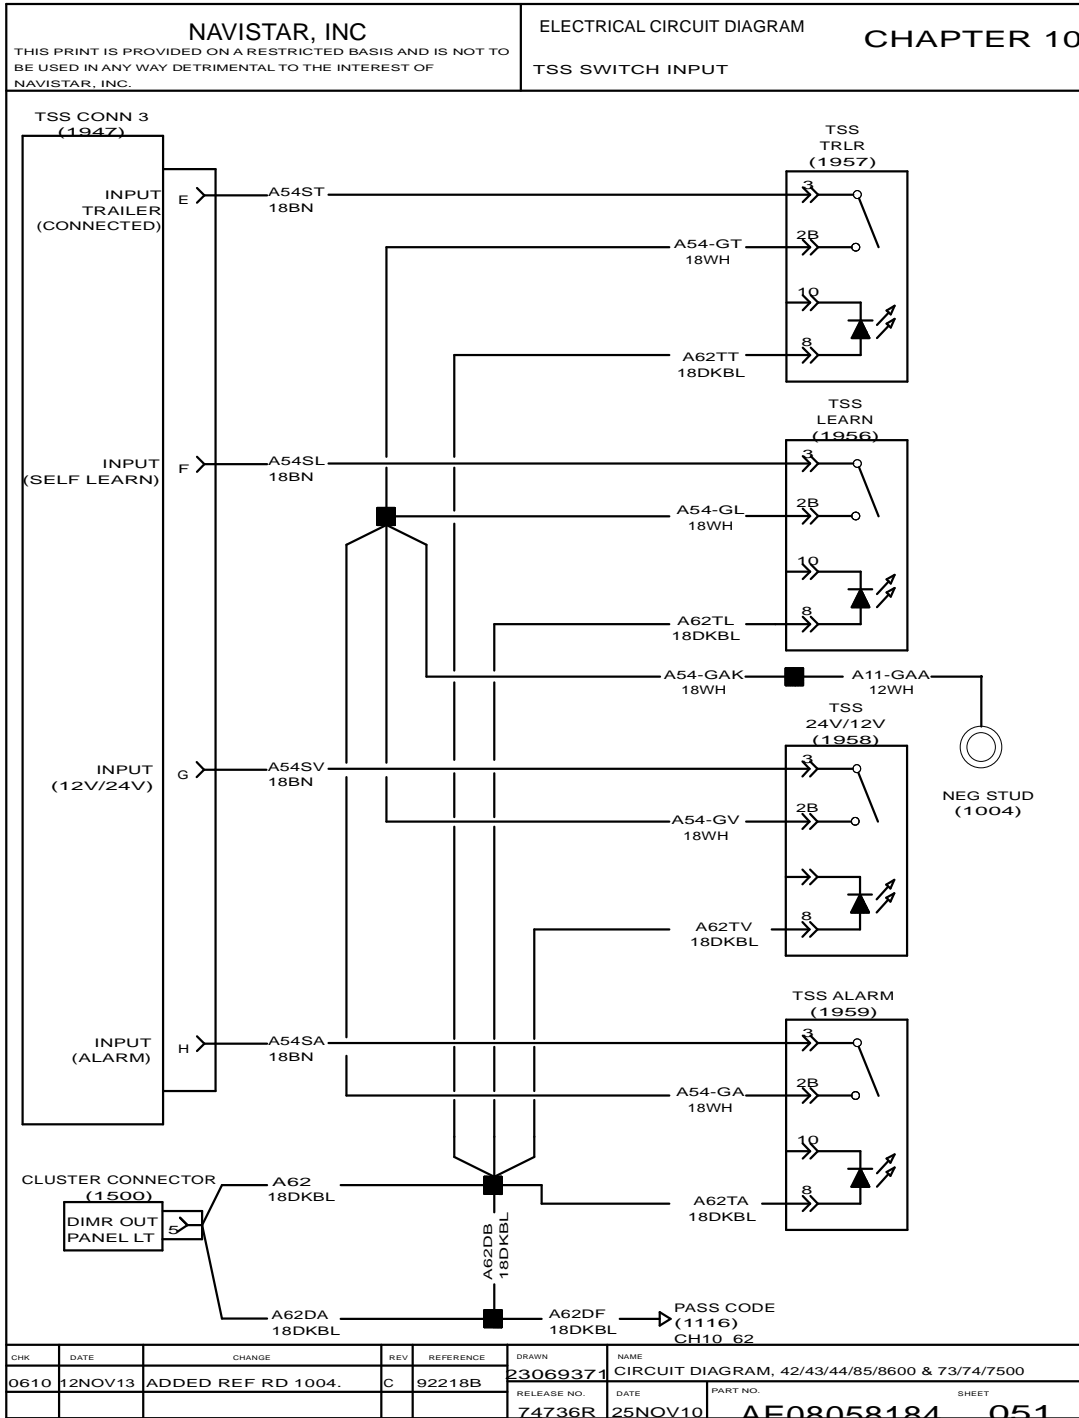 NAVISTAR, INC
THIS PRINT IS PROVIDED ON A RESTRICTED BASIS AND IS NOT TO
BE USED IN ANY WAY DETRIMENTAL TO THE INTEREST OF
NAVISTAR, INC.
ELECTRICAL CIRCUIT DIAGRAM
TSS SWITCH INPUT
CHAPTER 10
TSS CONN 3
(1947)
INPUT
TRAILER
(CONNECTED)
E
A54ST
18BN
TSS
TRLR
(1957)
3
2B
10
8
A54-GT
18WH
A62TT
18DKBL
INPUT
(SELF LEARN)
F
A54SL
18BN
TSS
LEARN
(1956)
3
2B
10
8
A54-GL
18WH
A62TL
18DKBL
A54-GAK
18WH
A11-GAA
12WH
NEG STUD
(1004)
INPUT
(12V/24V)
G
A54SV
18BN
TSS
24V/12V
(1958)
3
2B
8
A54-GV
18WH
A62TV
18DKBL
INPUT
(ALARM)
H
A54SA
18BN
TSS ALARM
(1959)
3
2B
10
8
A54-GA
18WH
A62TA
18DKBL
CLUSTER CONNECTOR
(1500)
DIMR OUT
PANEL LT
5
A62
18DKBL
A62DB
18DKBL
A62DA
18DKBL
A62DF
18DKBL
PASS CODE
(1116)
CH10 62
CHK DATE CHANGE REV REFERENCE
0610 12NOV13 ADDED REF RD 1004. C 92218B
DRAWN
23069371
NAME
CIRCUIT DIAGRAM, 42/43/44/85/8600 & 73/74/7500
RELEASE NO.
74736R
DATE
25NOV10
PART NO.
AF08058184
SHEET
051